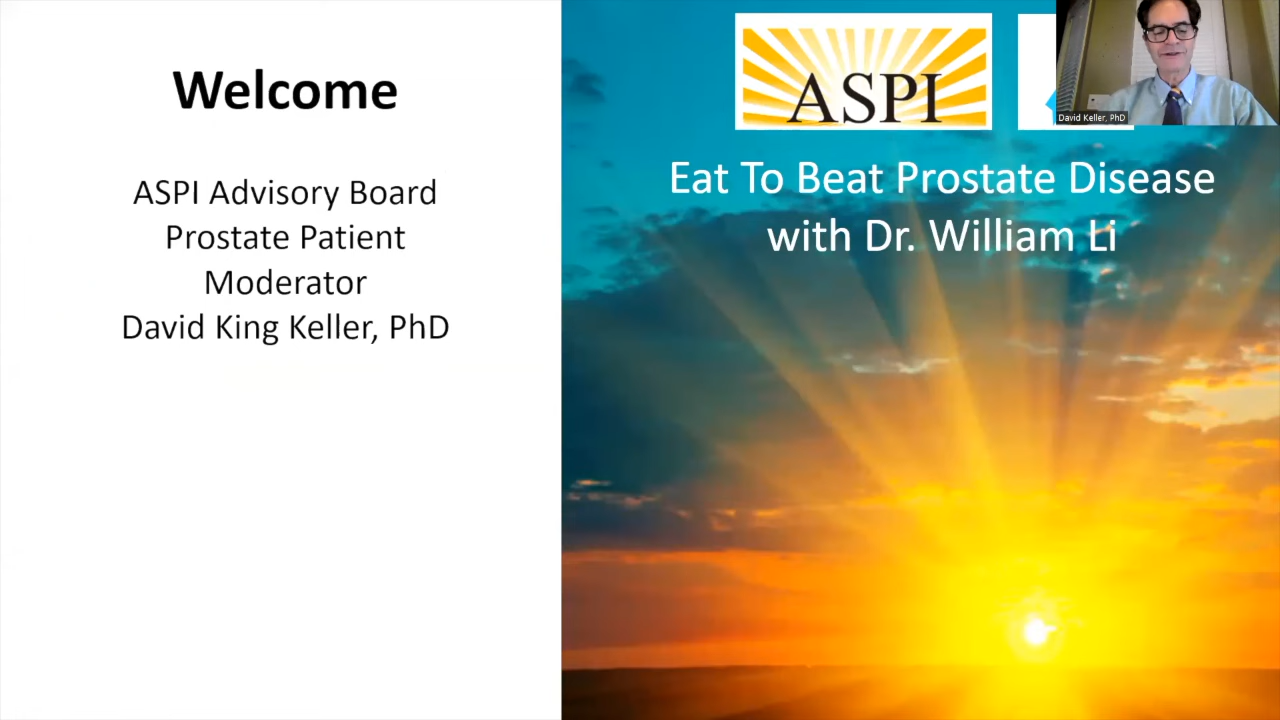 Welcome
ASPI Advisory Board
Prostate Patient
Moderator
David King Keller, PhD
ASPI
David Keller, PhD
Eat To Beat Prostate Disease
with Dr. William Li